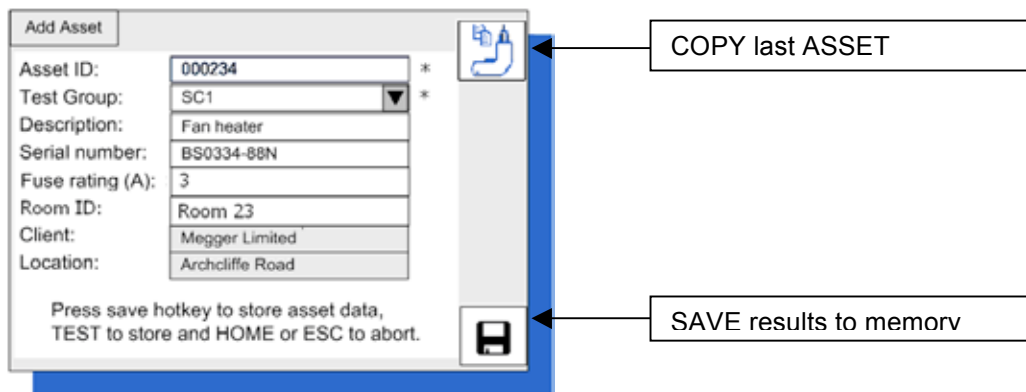 Add Asset
COPY last ASSET
Asset ID: 000234 *
Test Group: SC1 *
Description: Fan heater
Serial number: BS0334-88N
Fuse rating (A): 3
Room ID: Room 23
Client: Megger Limited
Location: Archcliffe Road
Press save hotkey to store asset data,
TEST to store and HOME or ESC to abort.
SAVE results to memory